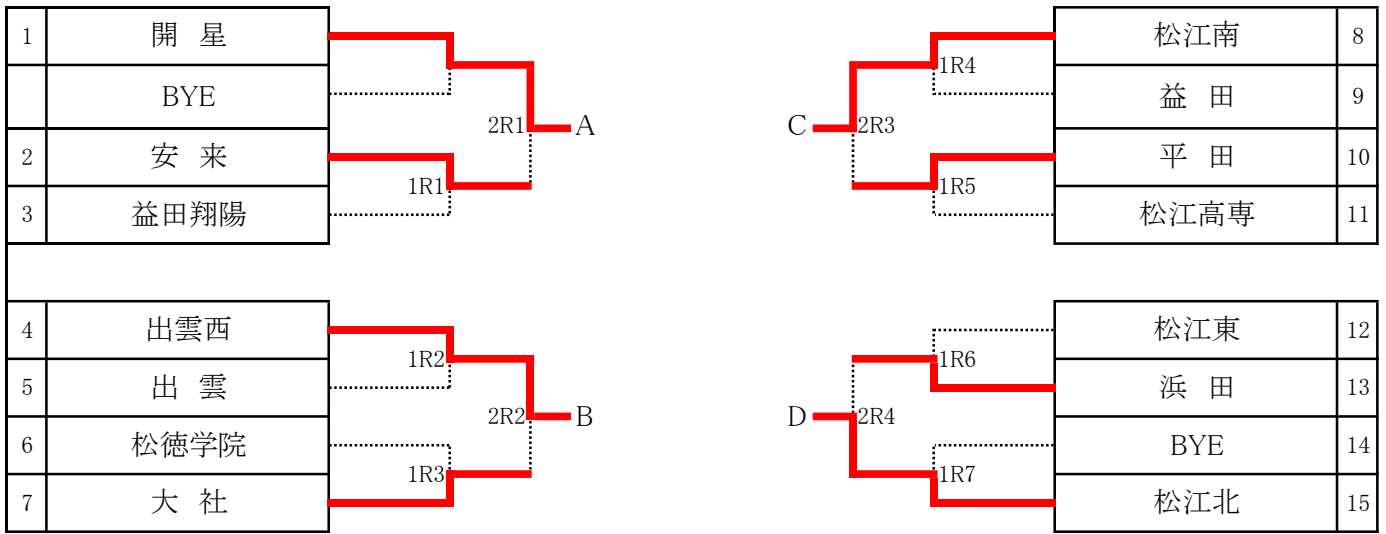 1 開 星
BYE
2 安 来
3 益田翔陽
1R1
2R1
A
4 出雲西
5 出 雲
6 松徳学院
7 大 社
1R2
1R3
2R2
B
松江南 8
益 田 9
平 田 10
松江高専 11
1R4
1R5
2R3
C
松江東 12
浜 田 13
BYE 14
松江北 15
1R6
1R7
2R4
D